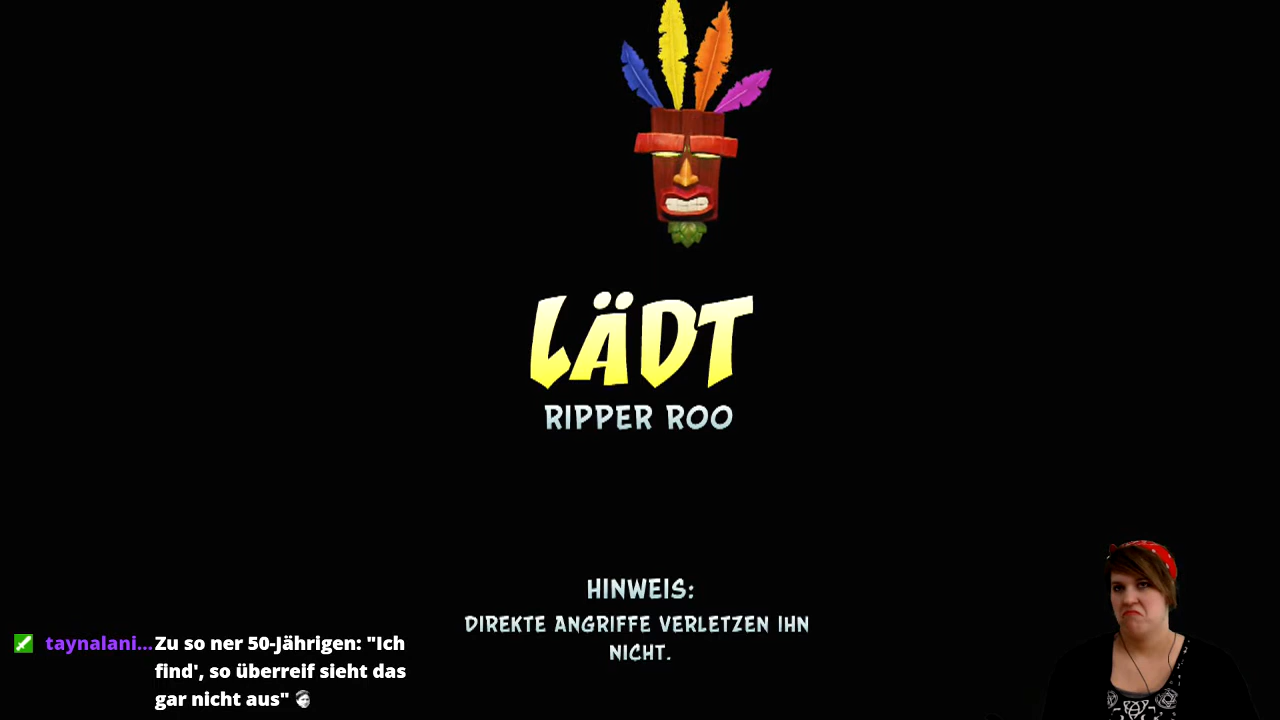 LÄDT
RIPPER ROO
HINWEIS:
DIREKTE ANGRIFFE VERLETZEN IHN
NICHT.
taynalani... Zu so ner 50-Jährigen: "Ich
find', so überreif sieht das
gar nicht aus"